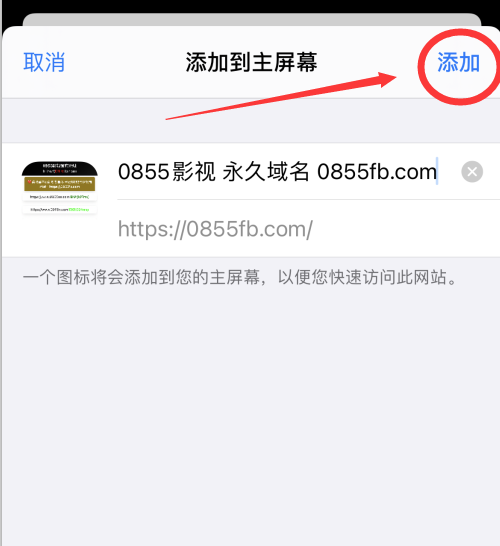 取消
添加到主屏幕
添加
0855影视 永久域名 0855fb.com
https://0855fb.com/
一个图标将会添加到您的主屏幕，以便您快速访问此网站。